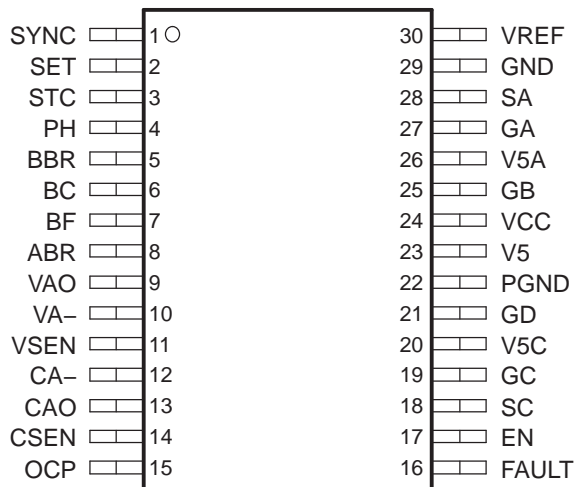 SYNC 1 30 VREF
SET 2 29 GND
STC 3 28 SA
PH 4 27 GA
BBR 5 26 V5A
BC 6 25 GB
BF 7 24 VCC
ABR 8 23 V5
VAO 9 22 PGND
VA– 10 21 GD
VSEN 11 20 V5C
CA– 12 19 GC
CAO 13 18 SC
CSEN 14 17 EN
OCP 15 16 FAULT